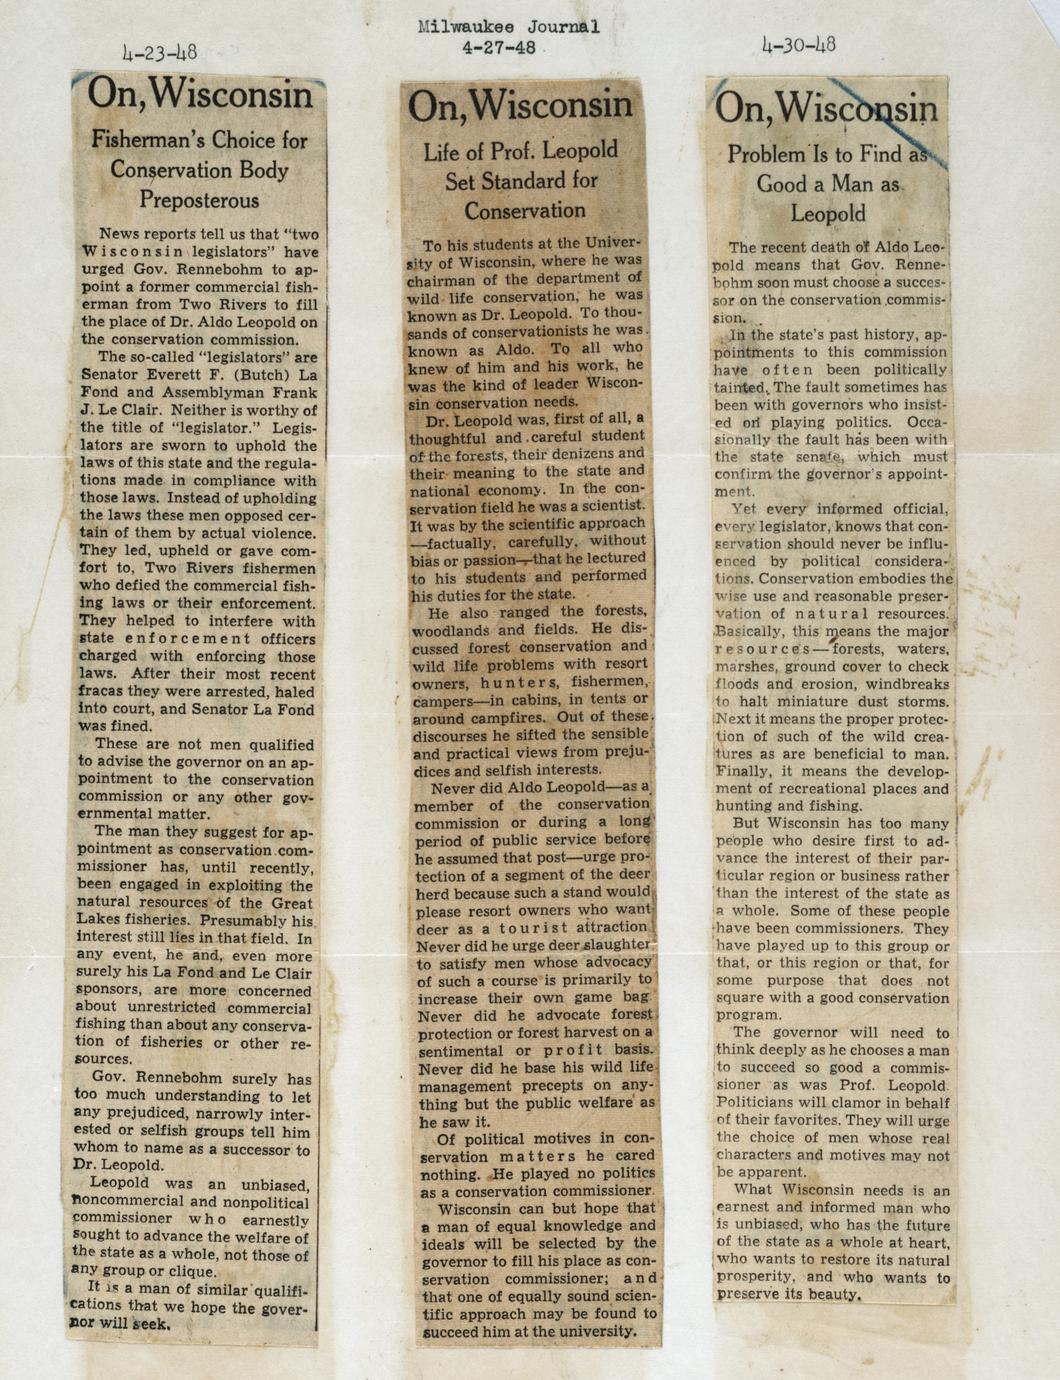 Milwaukee Journal
4-23-48
4-27-48
4-30-48
On, Wisconsin
Fisherman's Choice for
Conservation Body
Preposterous
News reports tell us that "two
Wisconsin legislators" have
urged Gov. Rennebohm to ap-
point a former commercial fish-
erman from Two Rivers to fill
the place of Dr. Aldo Leopold on
the conservation commission.
The so-called "legislators" are
Senator Everett F. (Butch) La
Fond and Assemblyman Frank
J. Le Clair. Neither is worthy of
the title of "legislator." Legis-
lators are sworn to uphold the
laws of this state and the regula-
tions made in compliance with
those laws. Instead of upholding
the laws these men opposed cer-
tain of them by actual violence.
They led, upheld or gave com-
fort to, Two Rivers fishermen
who defied the commercial fish-
ing laws or their enforcement.
They helped to interfere with
state enforcement officers
charged with enforcing those
laws. After their most recent
fracas they were arrested, haled
into court, and Senator La Fond
was fined.
These are not men qualified
to advise the governor on an ap-
pointment to the conservation
commission or any other gov-
ernmental matter.
The man they suggest for ap-
pointment as conservation com-
missioner has, until recently,
been engaged in exploiting the
natural resources of the Great
Lakes fisheries. Presumably his
interest still lies in that field. In
any event, he and, even more
surely his La Fond and Le Clair
sponsors, are more concerned
about unrestricted commercial
fishing than about any conserva-
tion of fisheries or other re-
sources.
Gov. Rennebohm surely has
too much understanding to let
any prejudiced, narrowly inter-
ested or selfish groups tell him
whom to name as a successor to
Dr. Leopold.
Leopold was an unbiased,
noncommercial and nonpolitical
commissioner who earnestly
sought to advance the welfare of
the state as a whole, not those of
any group or clique.
It is a man of similar qualifi-
cations that we hope the gover-
nor will seek.
On, Wisconsin
Life of Prof. Leopold
Set Standard for
Conservation
To his students at the Univer-
sity of Wisconsin, where he was
chairman of the department of
wild life conservation, he was
known as Dr. Leopold. To thou-
sands of conservationists he was
known as Aldo. To all who
knew of him and his work, he
was the kind of leader Wiscon-
sin conservation needs.
Dr. Leopold was, first of all, a
thoughtful and careful student
of the forests, their denizens and
their meaning to the state and
national economy. In the con-
servation field he was a scientist.
It was by the scientific approach
—factually, carefully, without
bias or passion—that he lectured
to his students and performed
his duties for the state.
He also ranged the forests,
woodlands and fields. He dis-
cussed forest conservation and
wild life problems with resort
owners, hunters, fishermen,
campers—in cabins, in tents or
around campfires. Out of these
discourses he sifted the sensible
and practical views from preju-
dices and selfish interests.
Never did Aldo Leopold—as a
member of the conservation
commission or during a long
period of public service before
he assumed that post—urge pro-
tection of a segment of the deer
herd because such a stand would
please resort owners who want
deer as a tourist attraction
Never did he urge deer slaughter
to satisfy men whose advocacy
of such a course is primarily to
increase their own game bag
Never did he advocate forest
protection or forest harvest on a
sentimental or profit basis.
Never did he base his wild life
management precepts on any-
thing but the public welfare as
he saw it.
Of political motives in con-
servation matters he cared
nothing. He played no politics
as a conservation commissioner.
Wisconsin can but hope that
a man of equal knowledge and
ideals will be selected by the
governor to fill his place as con-
servation commissioner; and
that one of equally sound scien-
tific approach may be found to
succeed him at the university.
On, Wisconsin
Problem Is to Find as
Good a Man as
Leopold
The recent death of Aldo Leo-
pold means that Gov. Renne-
bohm soon must choose a succes-
sor on the conservation commis-
sion.
In the state's past history, ap-
pointments to this commission
have often been politically
tainted. The fault sometimes has
been with governors who insist-
ed on playing politics. Occa-
sionally the fault has been with
the state senate, which must
confirm the governor's appoint-
ment.
Yet every informed official,
every legislator, knows that con-
servation should never be influ-
enced by political considera-
tions. Conservation embodies the
wise use and reasonable preser-
vation of natural resources.
Basically, this means the major
resources—forests, waters,
marshes, ground cover to check
floods and erosion, windbreaks
to halt miniature dust storms.
Next it means the proper protec-
tion of such of the wild crea-
tures as are beneficial to man.
Finally, it means the develop-
ment of recreational places and
hunting and fishing.
But Wisconsin has too many
people who desire first to ad-
vance the interest of their par-
ticular region or business rather
than the interest of the state as
a whole. Some of these people
have been commissioners. They
have played up to this group or
that, or this region or that, for
some purpose that does not
square with a good conservation
program.
The governor will need to
think deeply as he chooses a man
to succeed so good a commis-
sioner as was Prof. Leopold.
Politicians will clamor in behalf
of their favorites. They will urge
the choice of men whose real
characters and motives may not
be apparent.
What Wisconsin needs is an
earnest and informed man who
is unbiased, who has the future
of the state as a whole at heart,
who wants to restore its natural
prosperity, and who wants to
preserve its beauty.